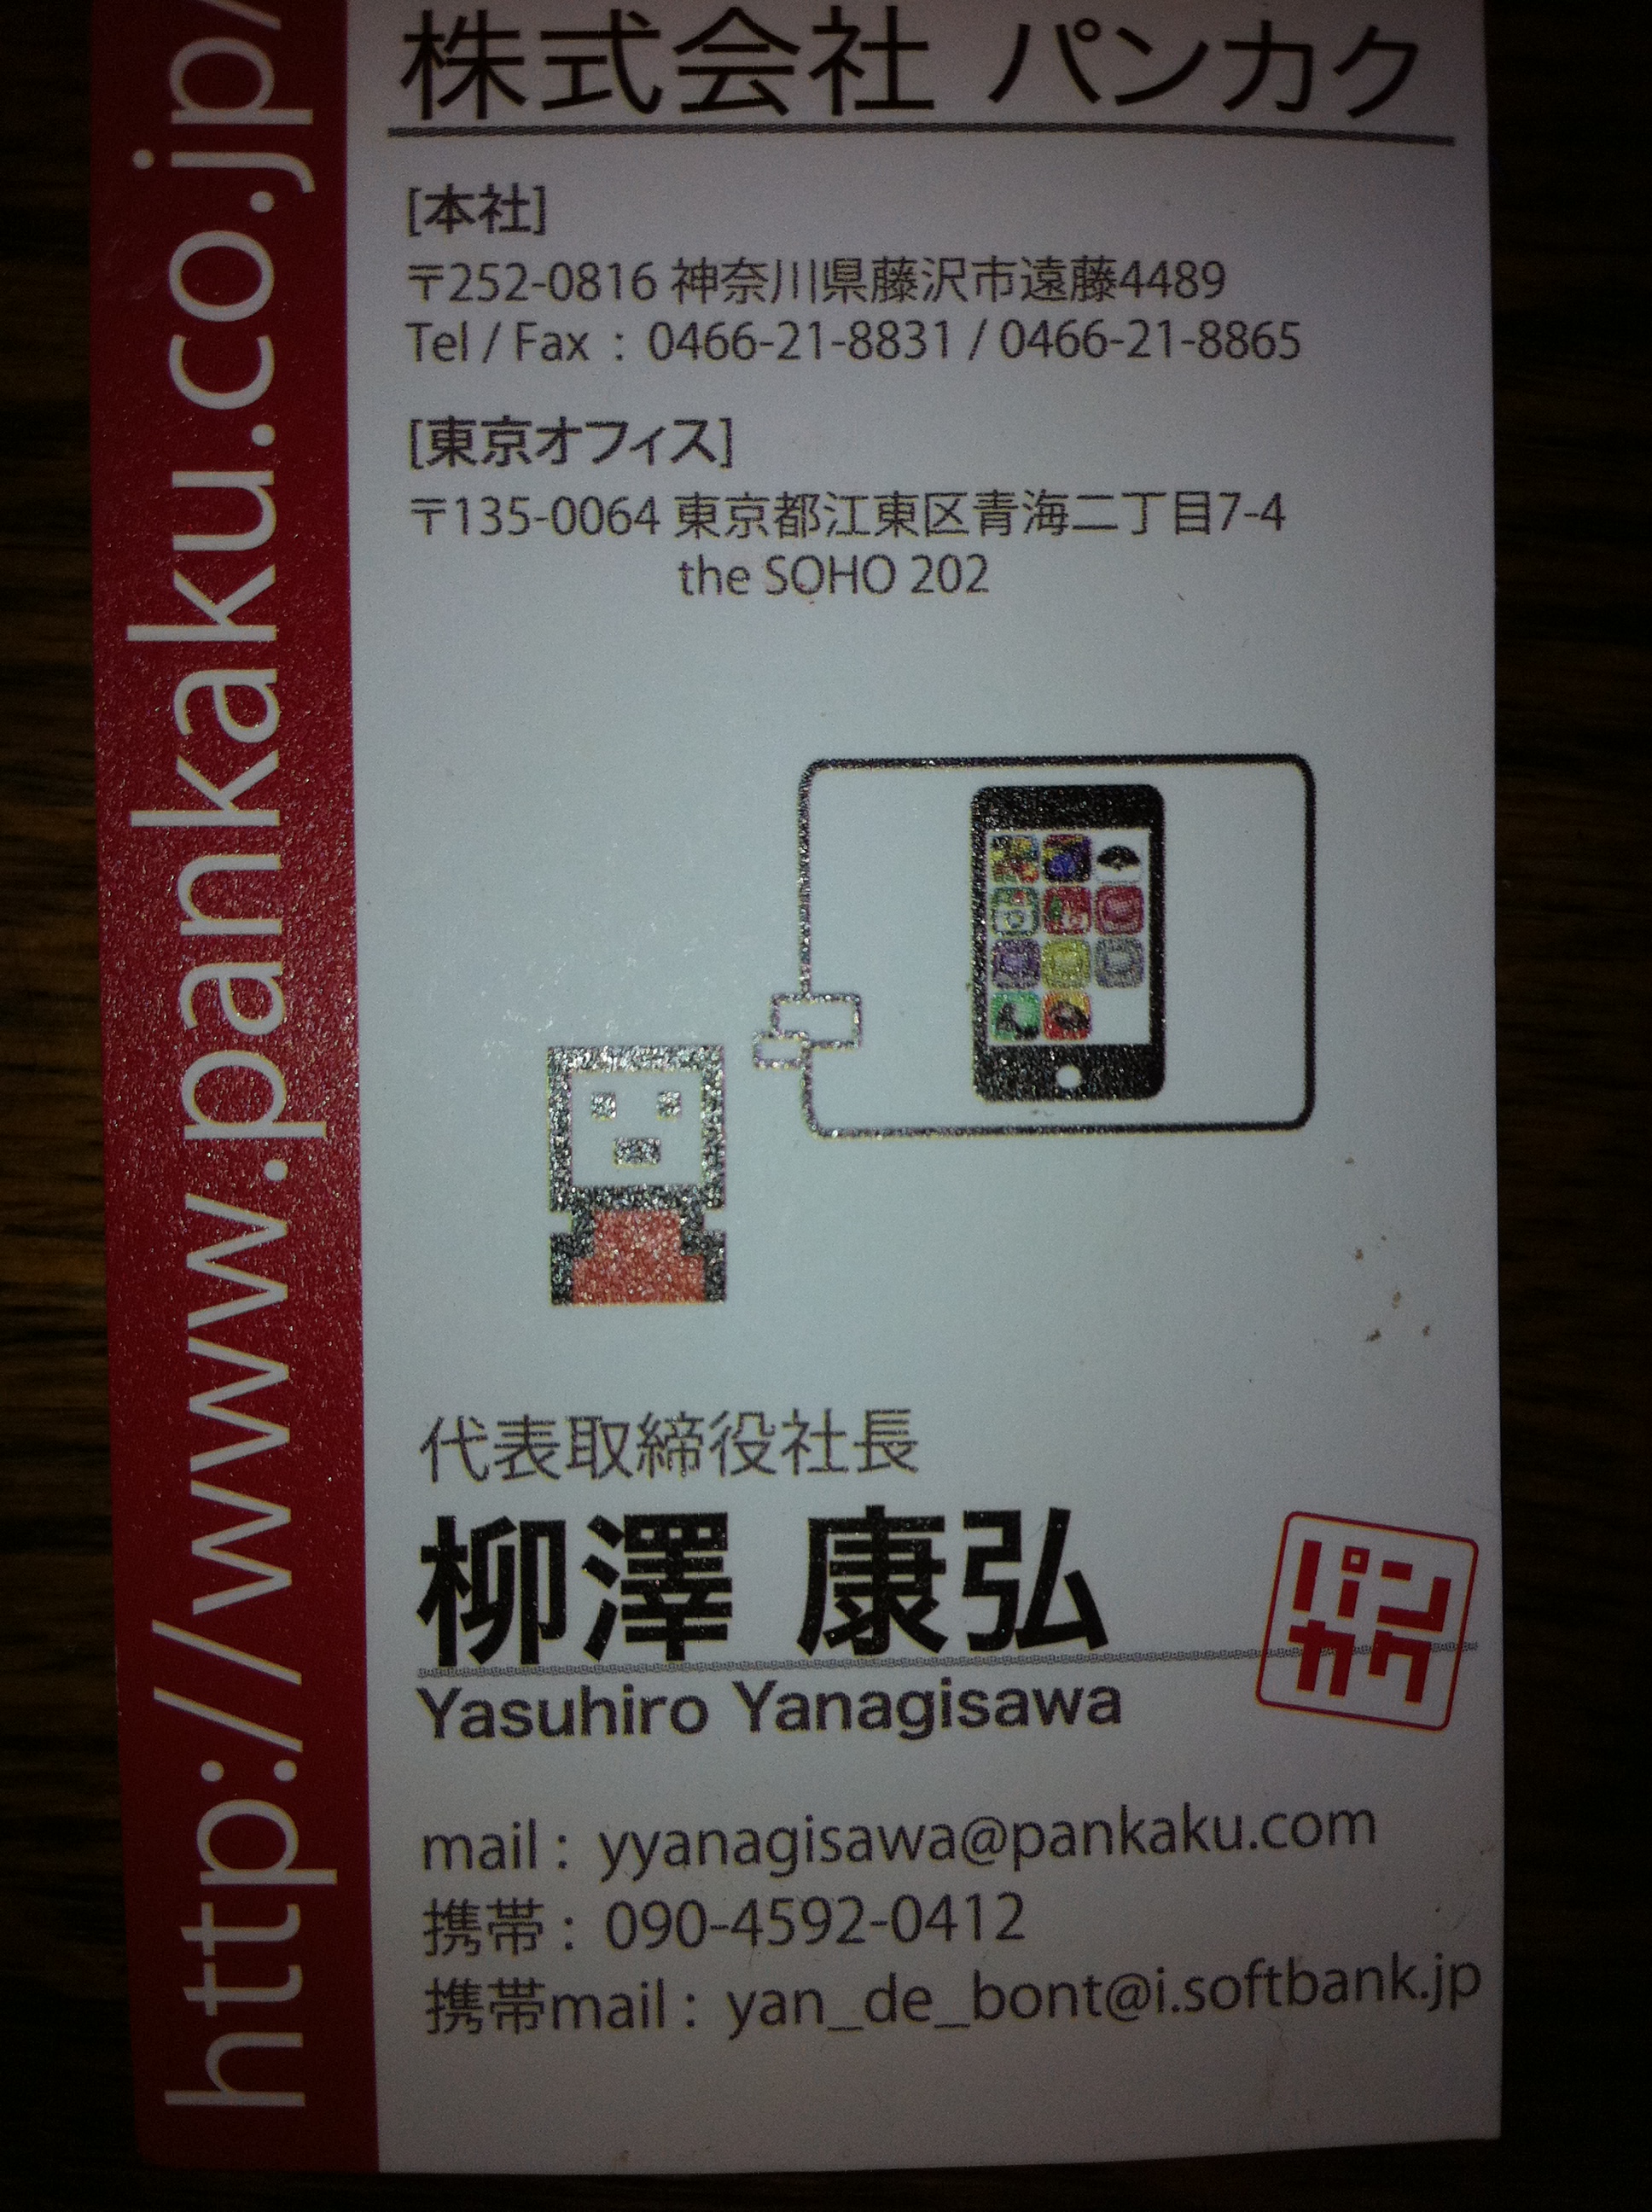 株式会社 パンカク
[本社]
〒252-0816 神奈川県藤沢市遠藤4489
Tel / Fax : 0466-21-8831 / 0466-21-8865
[東京オフィス]
〒135-0064 東京都江東区青海二丁目7-4
the SOHO 202
代表取締役社長
柳澤 康弘
Yasuhiro Yanagisawa
パン
カク
mail : yyanagisawa@pankaku.com
携帯 : 090-4592-0412
携帯mail : yan_de_bont@i.softbank.jp
http://www.pankaku.co.jp/